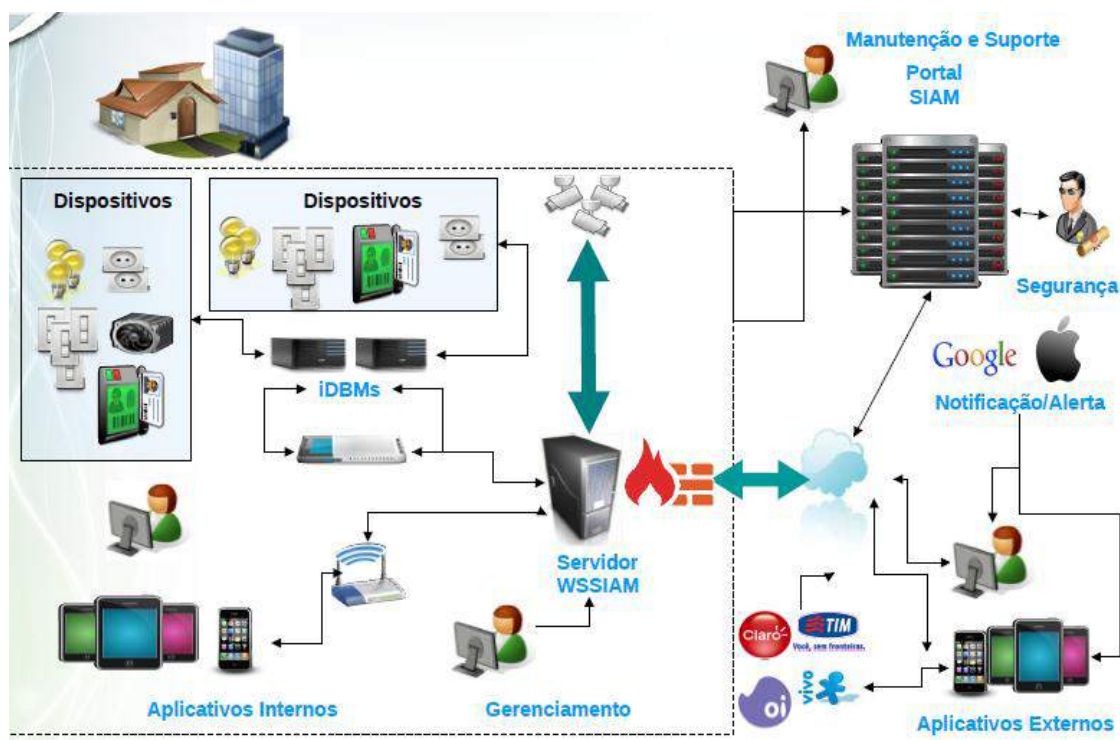 Manutenção e Suporte
Portal
SIAM
Dispositivos
Dispositivos
Segurança
Google
iDBMs
Notificação/Alerta
Servidor
WSSIAM
Claro
TIM
Você, sem fronteiras.
oi
vivo
Aplicativos Internos
Gerenciamento
Aplicativos Externos